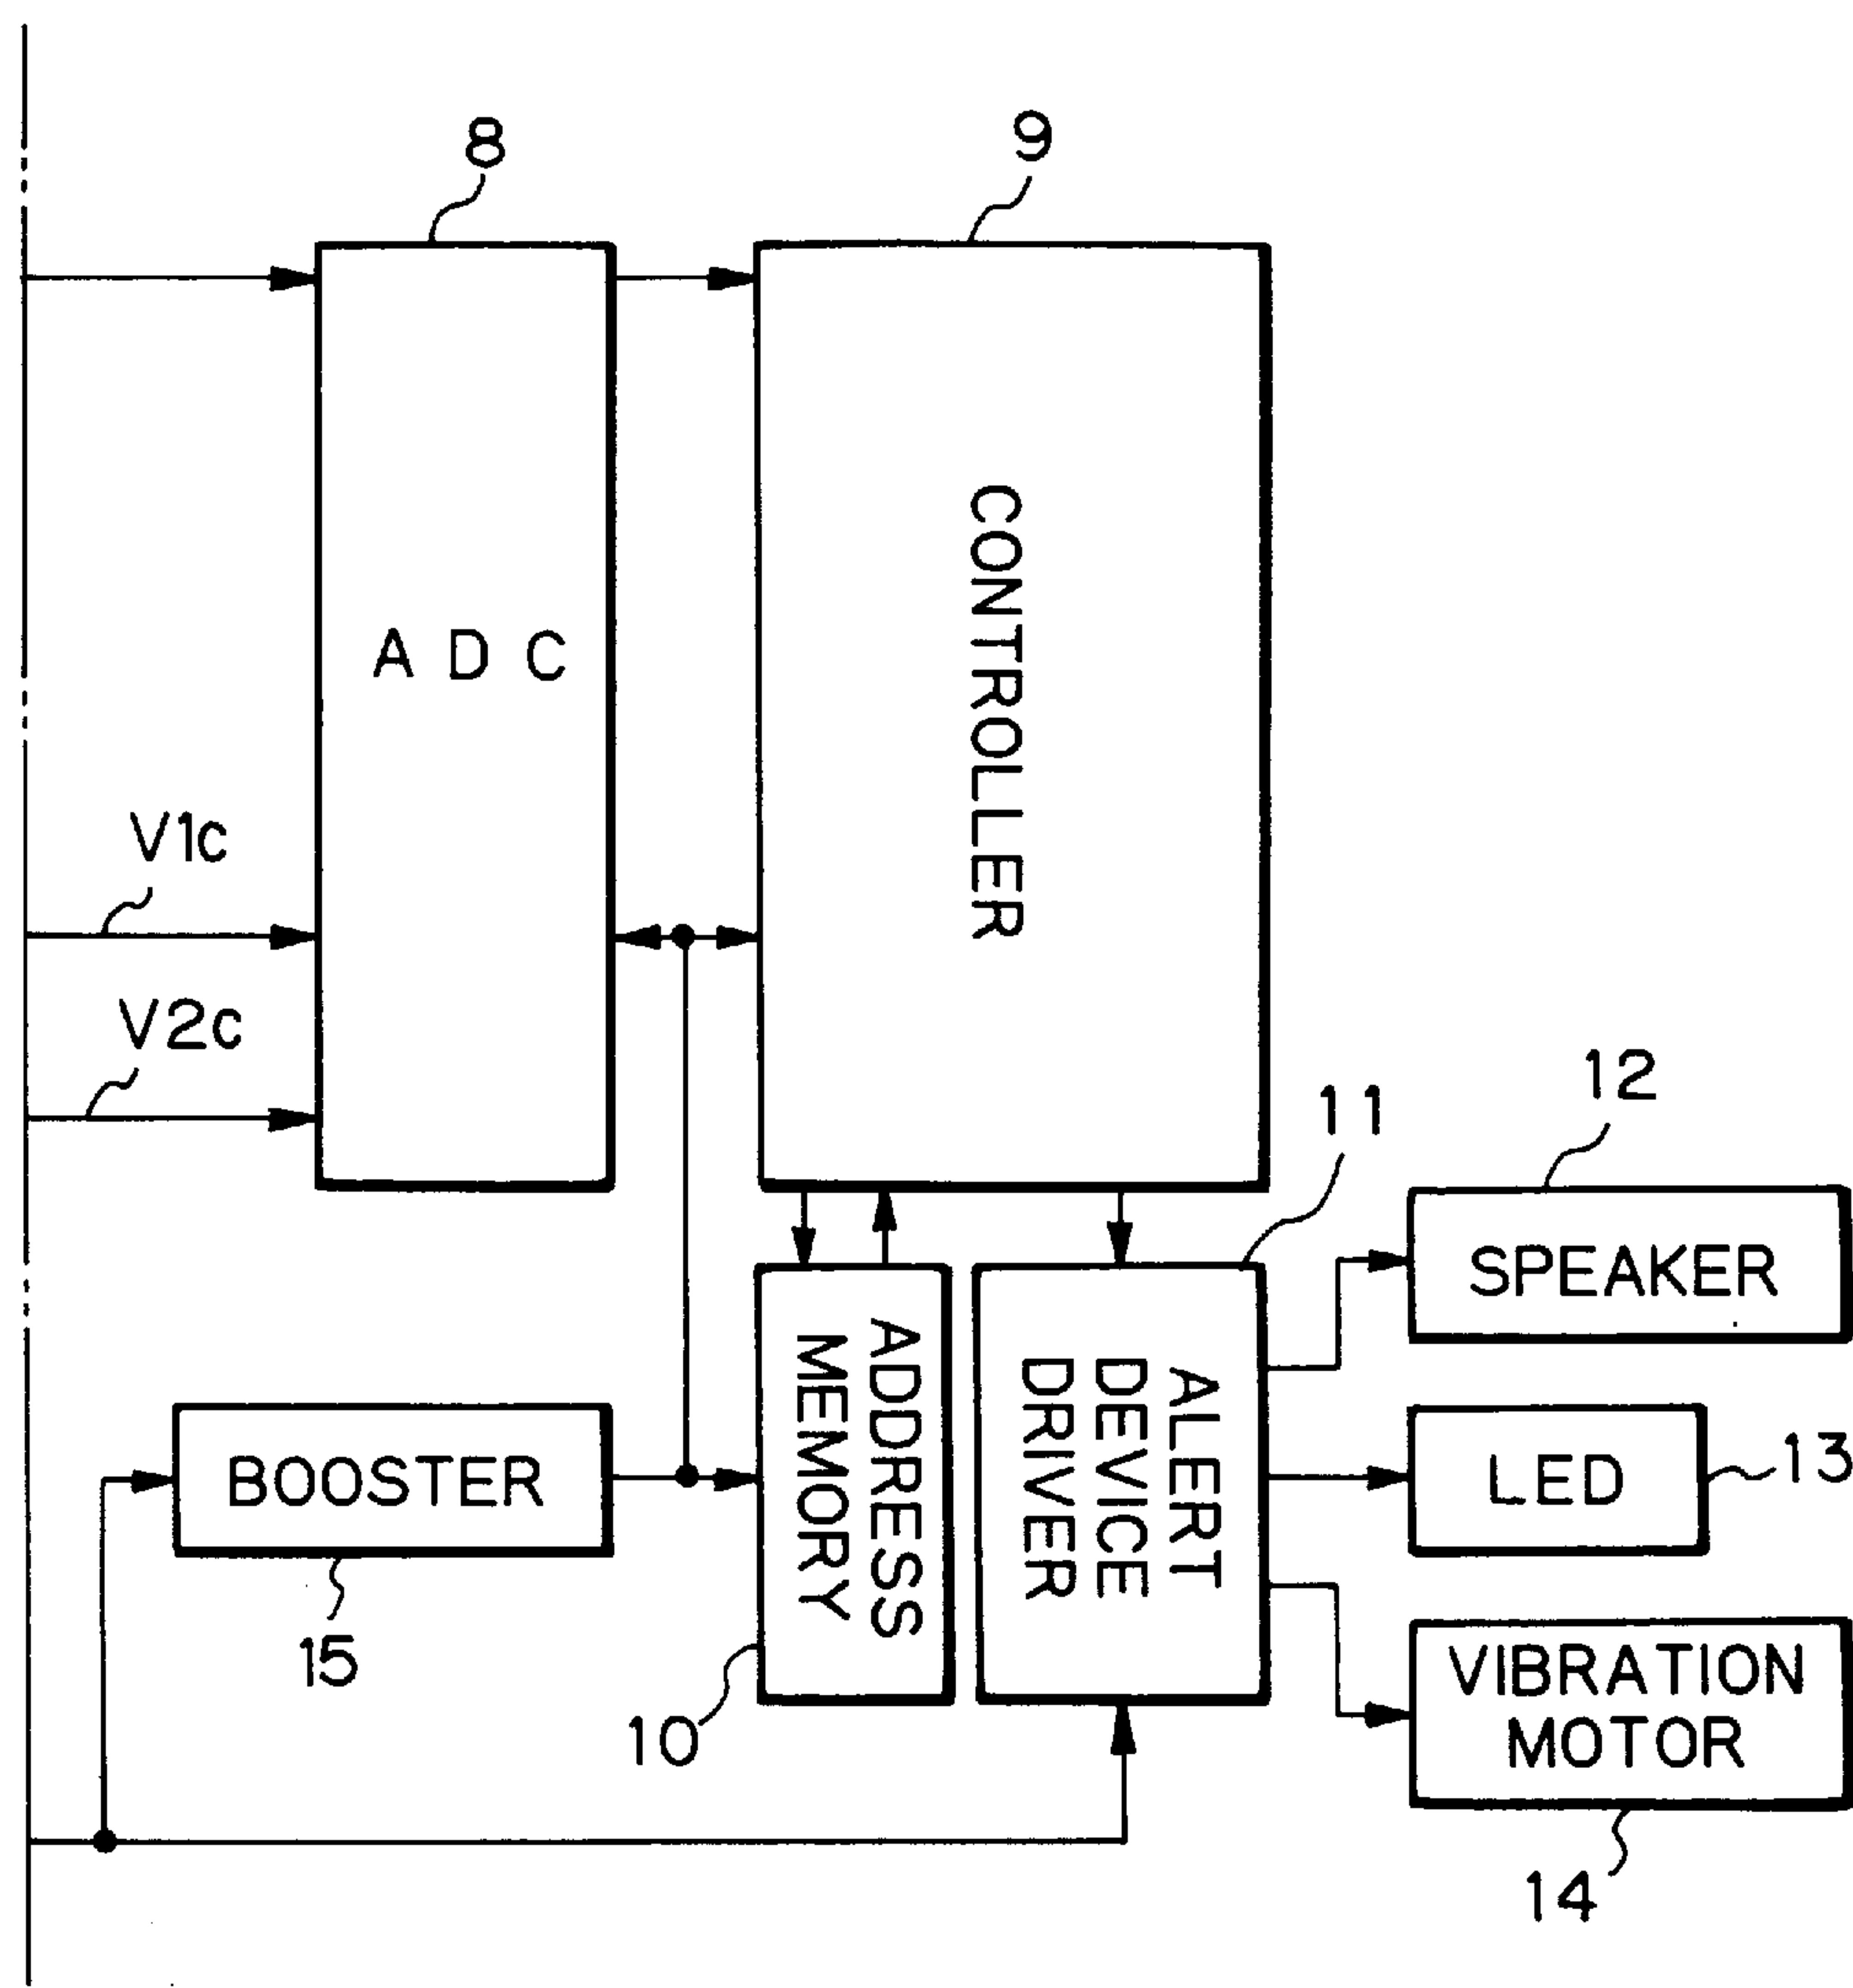 8
9
A D C
CONTROLLER
V1c
V2c
12
11
SPEAKER
ADDRESS
MEMORY
ALERT
DEVICE
DRIVER
BOOSTER
LED
13
15
10
VIBRATION
MOTOR
14